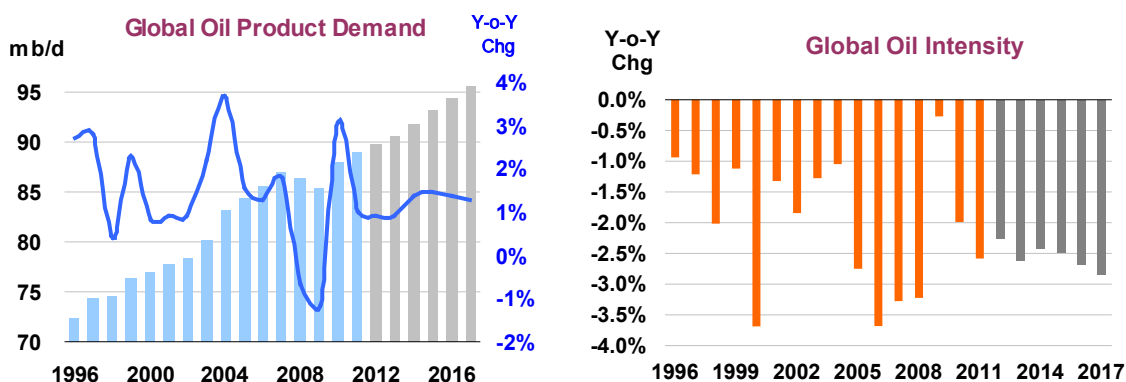 Global Oil Product Demand
mb/d
Y-o-Y
Chg
95
90
85
80
75
70
4%
3%
2%
1%
0%
-1%
-2%
1996 2000 2004 2008 2012 2016
Global Oil Intensity
Y-o-Y
Chg
0.0%
-0.5%
-1.0%
-1.5%
-2.0%
-2.5%
-3.0%
-3.5%
-4.0%
1996 1999 2002 2005 2008 2011 2014 2017